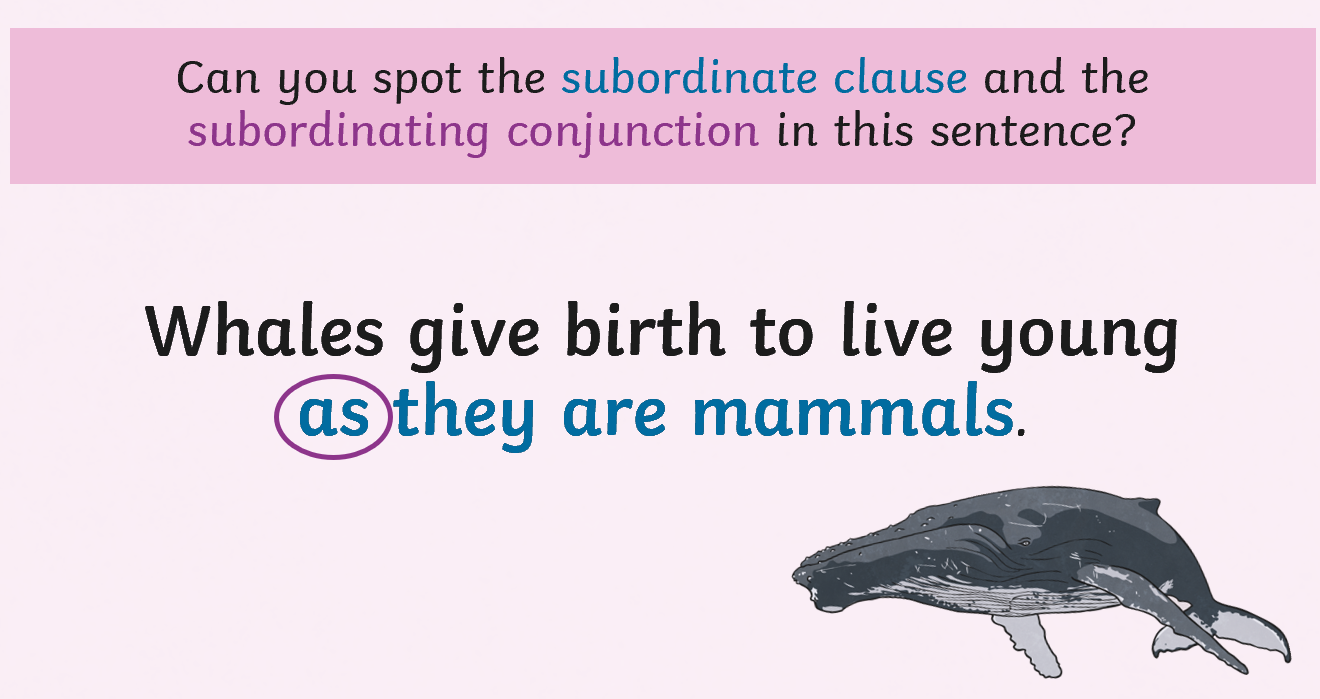 Can you spot the subordinate clause and the
subordinating conjunction in this sentence?
Whales give birth to live young
as they are mammals.